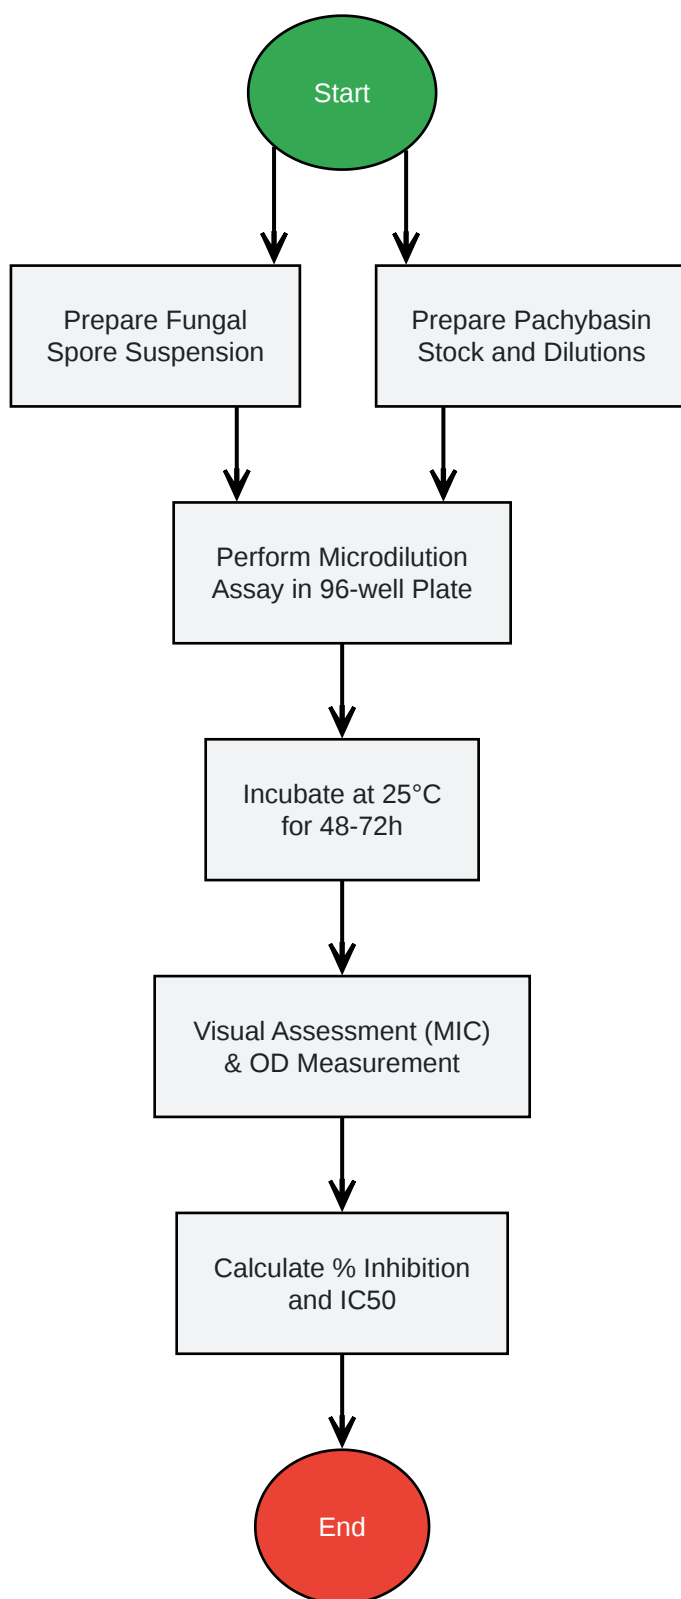 Start
Prepare Fungal
Spore Suspension
Prepare Pachybasin
Stock and Dilutions
Perform Microdilution
Assay in 96-well Plate
Incubate at 25°C
for 48-72h
Visual Assessment (MIC)
& OD Measurement
Calculate % Inhibition
and IC50
End